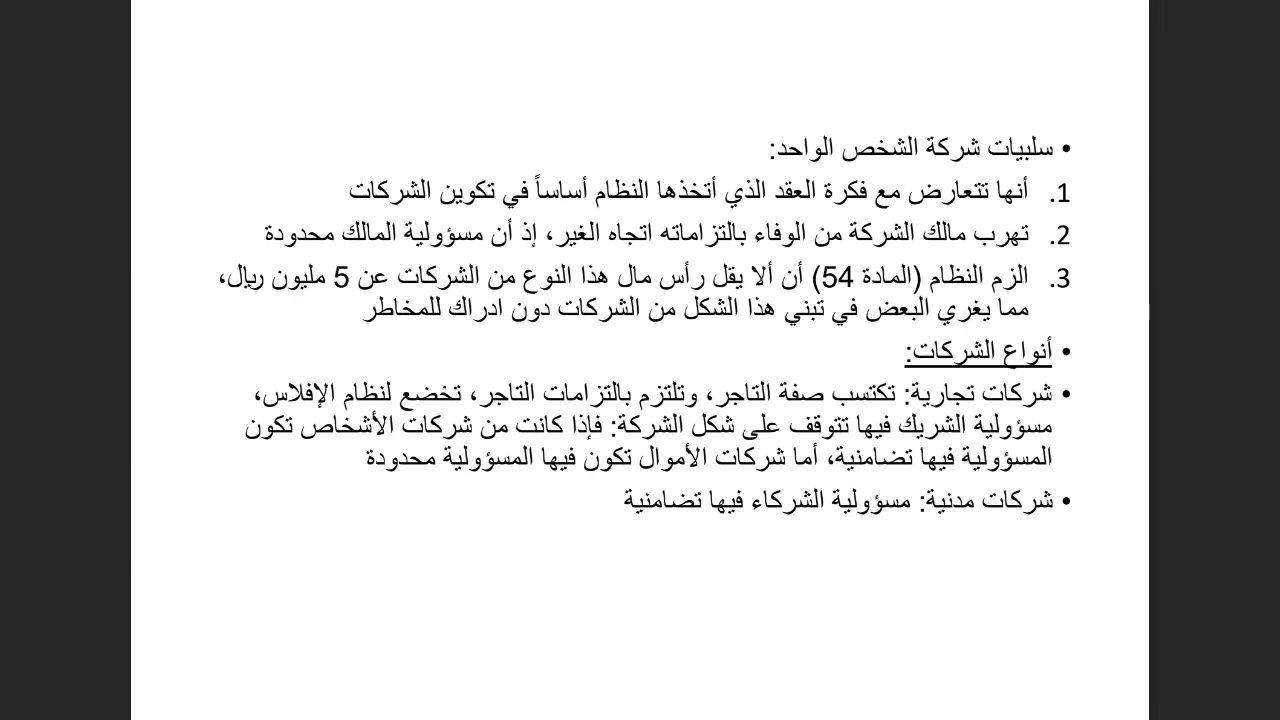 • سلبيات شركة الشخص الواحد:
1. أنها تتعارض مع فكرة العقد الذي أتخذها النظام أساساً في تكوين الشركات
2. تهرب مالك الشركة من الوفاء بالتزاماته اتجاه الغير، إذ أن مسؤولية المالك محدودة
3. الزم النظام (المادة 54) أن ألا يقل رأس مال هذا النوع من الشركات عن 5 مليون ريال،
مما يغري البعض في تبني هذا الشكل من الشركات دون ادراك للمخاطر
• أنواع الشركات:
• شركات تجارية: تكتسب صفة التاجر، وتلتزم بالتزامات التاجر، تخضع لنظام الإفلاس،
مسؤولية الشريك فيها تتوقف على شكل الشركة: فإذا كانت من شركات الأشخاص تكون
المسؤولية فيها تضامنية، أما شركات الأموال تكون فيها المسؤولية محدودة
• شركات مدنية: مسؤولية الشركاء فيها تضامنية